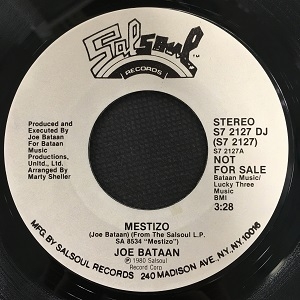 Salsoul
RECORDS
Produced and
Executed By
Joe Bataan
For Bataan
Music
Productions,
Unltd., Ltd.
Arranged By
Marty Sheller
STEREO
S7 2127 DJ
(S7 2127)
S7 2127A
NOT
FOR SALE
Bataan Music/
Lucky Three
Music
BMI
3:28
MESTIZO
(Joe Bataan) (From The Salsoul L.P.
SA 8534 "Mestizo")
JOE BATAAN
℗ 1980 Salsoul
Record Corp
MFG. BY SALSOUL RECORDS 240 MADISON AVE., N.Y., N.Y. 10016